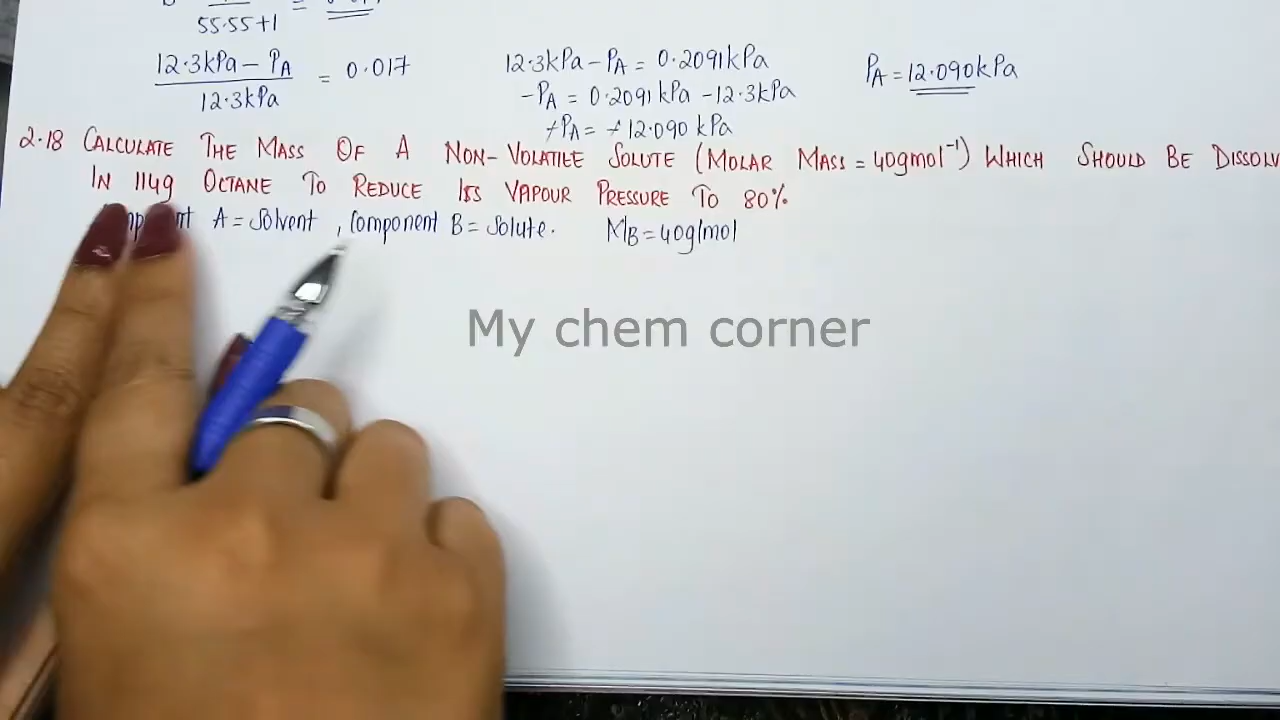 55.55+1 =
12.3kPa – PA / 12.3kPa = 0.017
12.3kPa – PA = 0.2091kPa
-PA = 0.2091kPa - 12.3kPa
+PA = +12.090 kPa
PA = 12.090kPa
2.18 CALCULATE THE MASS OF A NON-VOLATILE SOLUTE (MOLAR MASS = 40gmol⁻¹) WHICH SHOULD BE DISSOLV
IN 114g OCTANE TO REDUCE ITS VAPOUR PRESSURE TO 80%.
A = Solvent , Component B = Solute. MB = 40g/mol
My chem corner